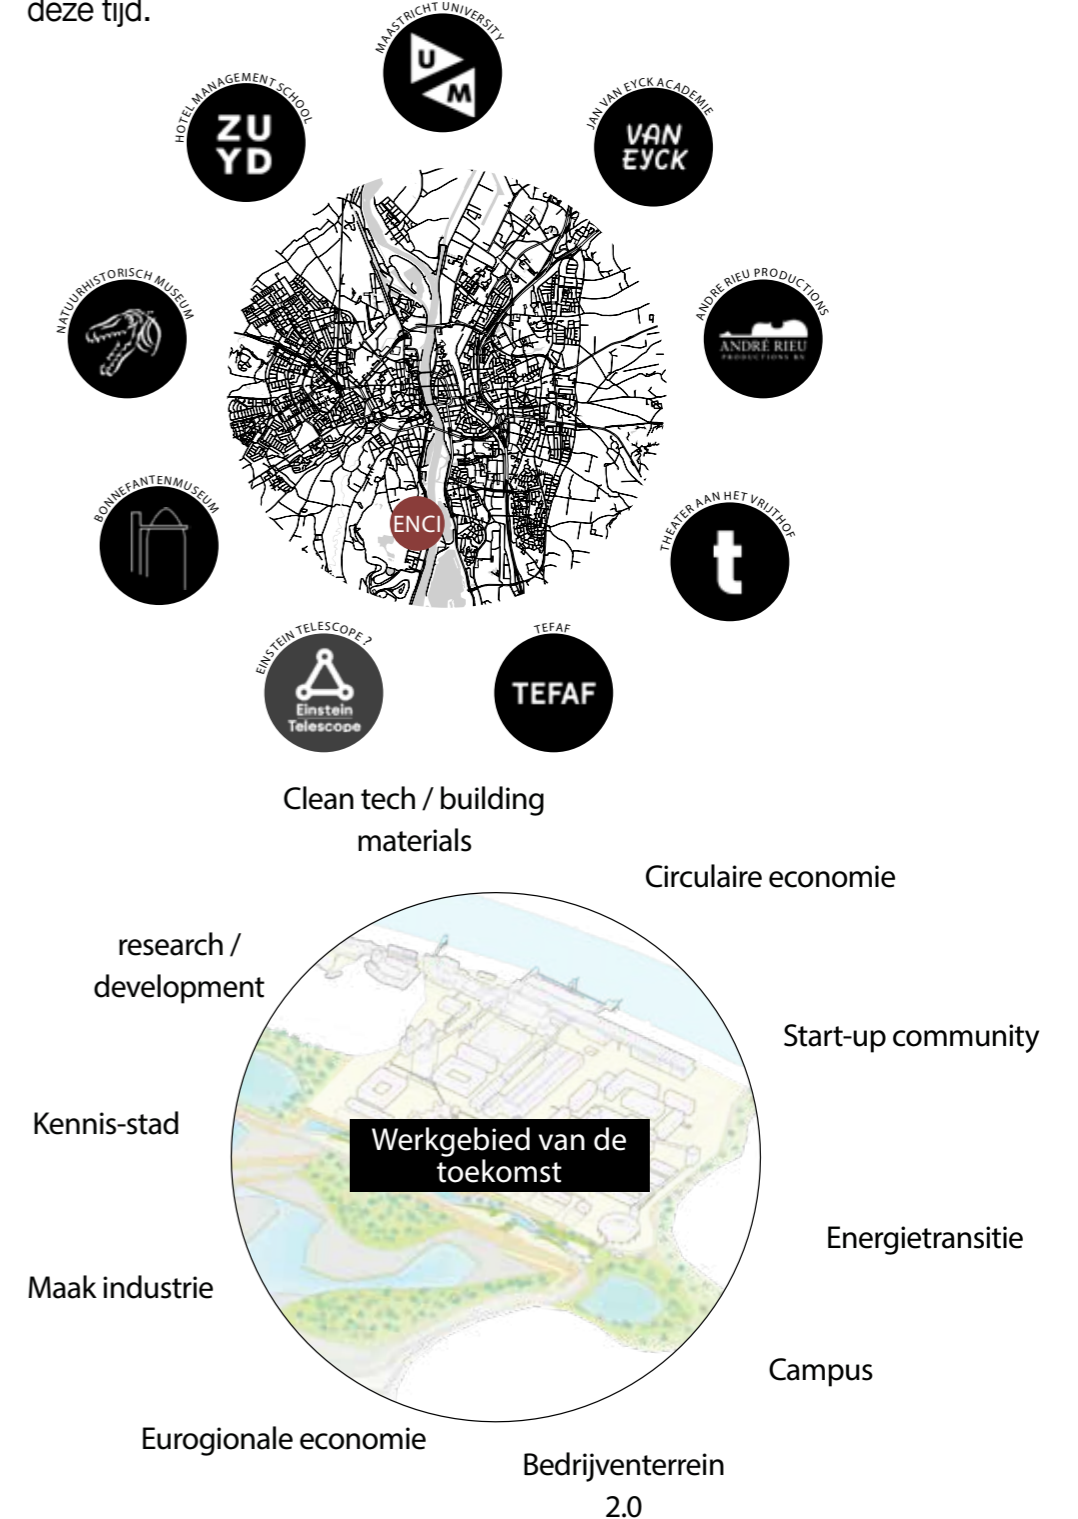 deze tijd.
MAASTRICHT UNIVERSITY
U
M
HOTEL MANAGEMENT SCHOOL
ZU
YD
JAN VAN EYCK ACADEMIE
VAN
EYCK
NATUURHISTORISCH MUSEUM
ANDRE RIEU PRODUCTIONS
ANDRÉ RIEU
PRODUCTIONS BV
BONNEFANTENMUSEUM
ENCI
THEATER AAN HET VRIJTHOF
t
EINSTEIN TELESCOPE ?
Einstein
Telescope
TEFAF
TEFAF
Clean tech / building
materials
Circulaire economie
research /
development
Start-up community
Kennis-stad
Werkgebied van de
toekomst
Energietransitie
Maak industrie
Campus
Eurogionale economie
Bedrijventerrein
2.0